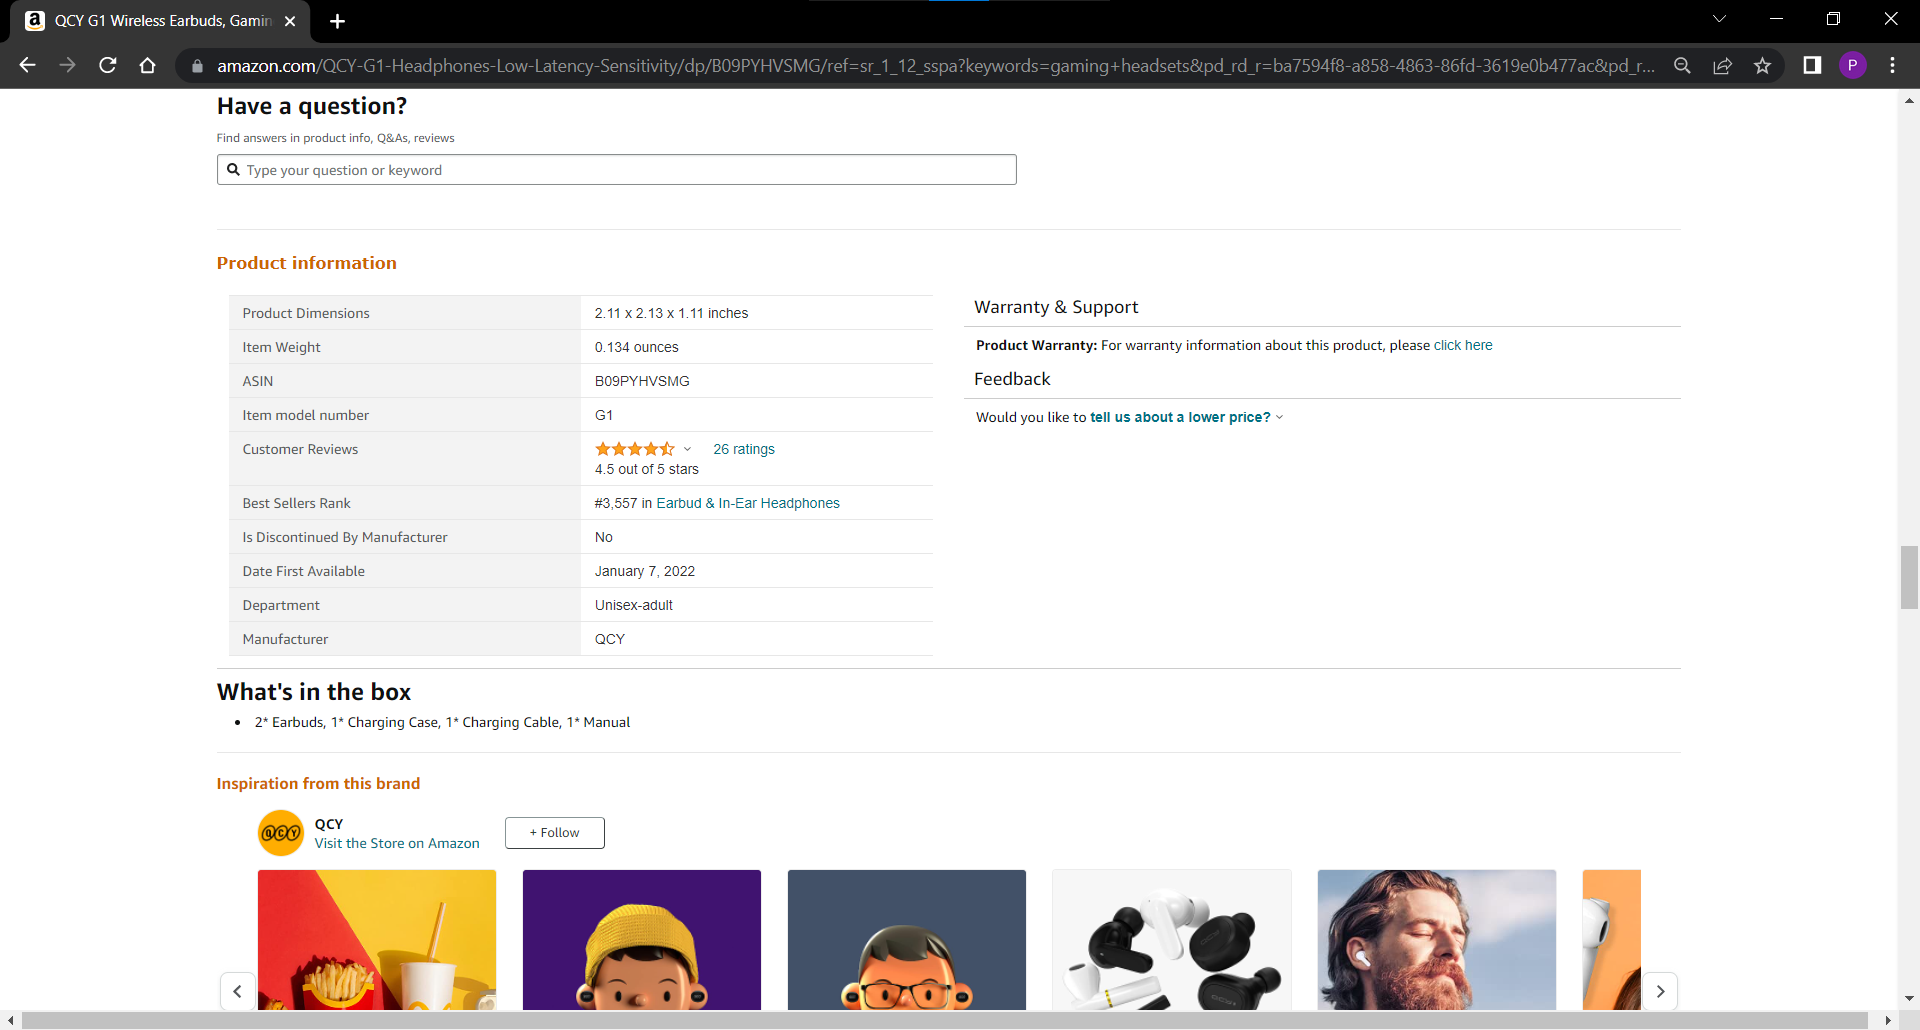 QCY G1 Wireless Earbuds, Gamin
amazon.com/QCY-G1-Headphones-Low-Latency-Sensitivity/dp/B09PYHVSMG/ref=sr_1_12_sspa?keywords=gaming+headsets&pd_rd_r=ba7594f8-a858-4863-86fd-3619e0b477ac&pd_r...
P
Have a question?
Find answers in product info, Q&As, reviews
Type your question or keyword
Product information
Product Dimensions 2.11 x 2.13 x 1.11 inches
Item Weight 0.134 ounces
ASIN B09PYHVSMG
Item model number G1
Customer Reviews 26 ratings
4.5 out of 5 stars
Best Sellers Rank #3,557 in Earbud & In-Ear Headphones
Is Discontinued By Manufacturer No
Date First Available January 7, 2022
Department Unisex-adult
Manufacturer QCY
Warranty & Support
Product Warranty: For warranty information about this product, please click here
Feedback
Would you like to tell us about a lower price?
What's in the box
2* Earbuds, 1* Charging Case, 1* Charging Cable, 1* Manual
Inspiration from this brand
QCY
QCY
Visit the Store on Amazon
+ Follow